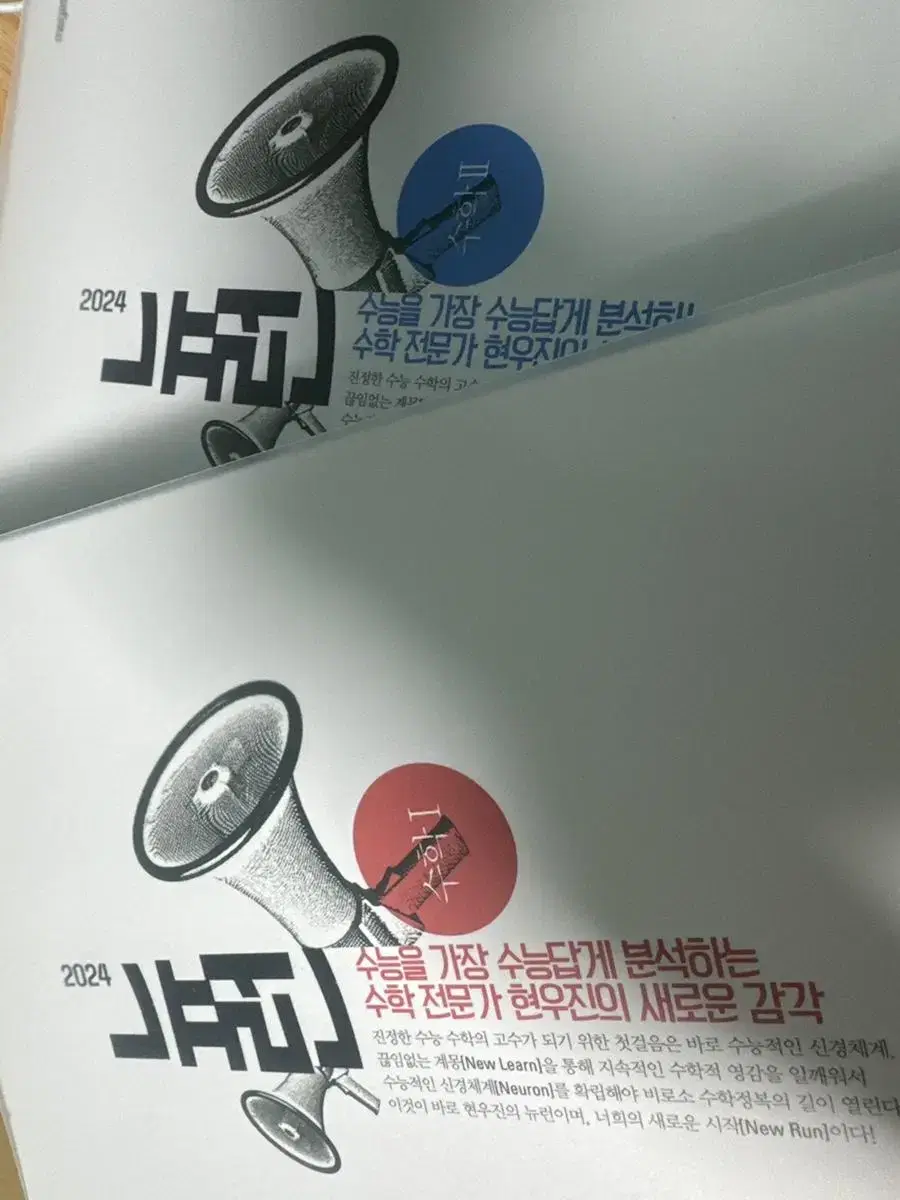 수학 II
2024
뉴런
수능을 가장 수능답게 분석하는
수학 전문가 현우진의
진정한 수능 수학의 고수
끊임없는 계몽
수학 I
2024
뉴런
수능을 가장 수능답게 분석하는
수학 전문가 현우진의 새로운 감각
진정한 수능 수학의 고수가 되기 위한 첫걸음은 바로 수능적인 신경체계.
끊임없는 계몽(New Learn)을 통해 지속적인 수학적 영감을 일깨워서
수능적인 신경체계(Neuron)를 확립해야 비로소 수학정복의 길이 열린다
이것이 바로 현우진의 뉴런이며, 너희의 새로운 시작(New Run)이다!